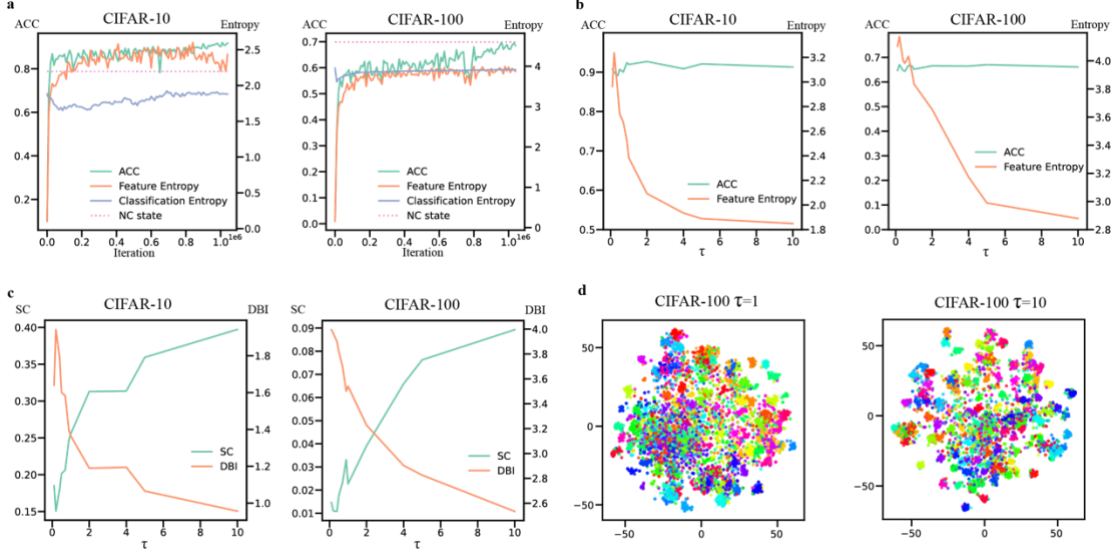 a
ACC CIFAR-10 Entropy
0.8
0.6
0.4
0.2
2.5
2.0
1.5
1.0
0.5
0.0
ACC
Feature Entropy
Classification Entropy
NC state
0.0 0.2 0.4 0.6 0.8 1.0
1e6
Iteration
ACC CIFAR-100 Entropy
0.7
0.6
0.5
0.4
0.3
0.2
0.1
0.0
4
3
2
1
0
ACC
Feature Entropy
Classification Entropy
NC state
0.0 0.2 0.4 0.6 0.8 1.0
1e6
Iteration
b
ACC CIFAR-10 Entropy
0.9
0.8
0.7
0.6
0.5
3.2
3.0
2.8
2.6
2.4
2.2
2.0
1.8
ACC
Feature Entropy
0 2 4 6 8 10
τ
ACC CIFAR-100 Entropy
0.9
0.8
0.7
0.6
0.5
0.4
0.3
0.2
0.1
0.0
4.0
3.8
3.6
3.4
3.2
3.0
2.8
ACC
Feature Entropy
0 2 4 6 8 10
τ
c
SC CIFAR-10 DBI
0.40
0.35
0.30
0.25
0.20
0.15
1.8
1.6
1.4
1.2
1.0
SC
DBI
0 2 4 6 8 10
τ
SC CIFAR-100 DBI
0.09
0.08
0.07
0.06
0.05
0.04
0.03
0.02
0.01
4.0
3.8
3.6
3.4
3.2
3.0
2.8
2.6
SC
DBI
0 2 4 6 8 10
τ
d
CIFAR-100 τ=1
50
0
−50
−50 0 50
CIFAR-100 τ=10
50
0
−50
−50 0 50